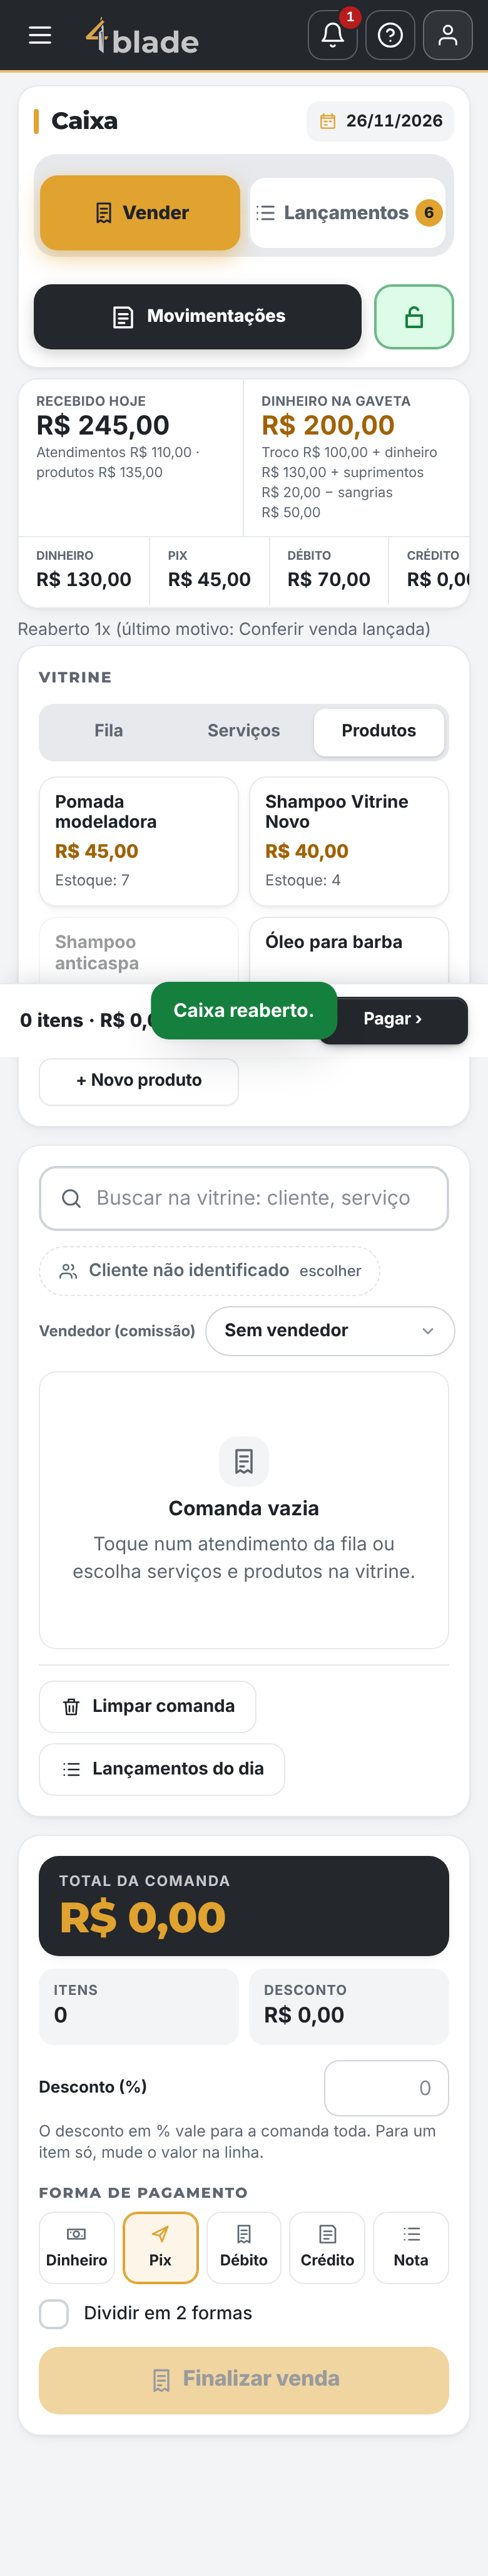 4blade
1
Caixa
26/11/2026
Vender
Lançamentos 6
Movimentações
RECEBIDO HOJE
R$ 245,00
Atendimentos R$ 110,00 ·
produtos R$ 135,00
DINHEIRO NA GAVETA
R$ 200,00
Troco R$ 100,00 + dinheiro
R$ 130,00 + suprimentos
R$ 20,00 − sangrias
R$ 50,00
DINHEIRO
R$ 130,00
PIX
R$ 45,00
DÉBITO
R$ 70,00
CRÉDITO
R$ 0,00
Reaberto 1x (último motivo: Conferir venda lançada)
VITRINE
Fila
Serviços
Produtos
Pomada
modeladora
R$ 45,00
Estoque: 7
Shampoo Vitrine
Novo
R$ 40,00
Estoque: 4
Shampoo
anticaspa
Óleo para barba
0 itens · R$ 0,
Caixa reaberto.
Pagar ›
+ Novo produto
Buscar na vitrine: cliente, serviço
Cliente não identificado escolher
Vendedor (comissão)
Sem vendedor
Comanda vazia
Toque num atendimento da fila ou
escolha serviços e produtos na vitrine.
Limpar comanda
Lançamentos do dia
TOTAL DA COMANDA
R$ 0,00
ITENS
0
DESCONTO
R$ 0,00
Desconto (%)
0
O desconto em % vale para a comanda toda. Para um
item só, mude o valor na linha.
FORMA DE PAGAMENTO
Dinheiro
Pix
Débito
Crédito
Nota
Dividir em 2 formas
Finalizar venda